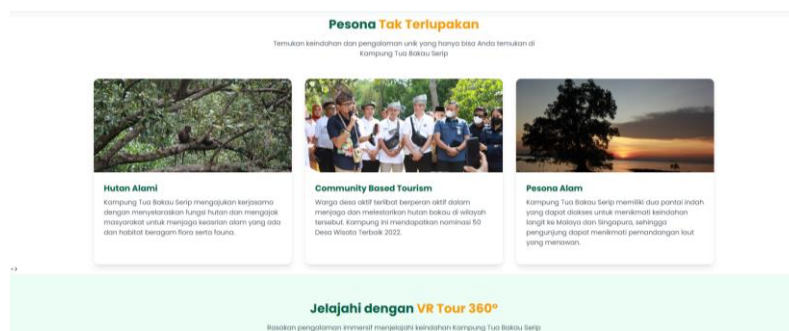 Pesona Tak Terlupakan
Temukan keindahan dan pengalaman unik yang hanya bisa Anda temukan di
Kampung Tua Bakau Serip
Hutan Alami
Kampung Tua Bakau Serip mengajukan kerjasama
dengan menyelaraskan fungsi hutan dan mengajak
masyarakat untuk menjaga keasrian alam yang ada
dan habitat beragam flora serta fauna.
Community Based Tourism
Warga desa aktif terlibat berperan aktif dalam
menjaga dan melestarikan hutan bakau di wilayah
tersebut. Kampung ini mendapatkan nominasi 50
Desa Wisata Terbaik 2022.
Pesona Alam
Kampung Tua Bakau Serip memiliki dua pantai indah
yang dapat diakses untuk menikmati keindahan
langit ke Malaya dan Singapura, sehingga
pengunjung dapat menikmati pemandangan laut
yang menawan.
-->
Jelajahi dengan VR Tour 360°
Rasakan pengalaman immersif menjelajahi keindahan Kampung Tua Bakau Serip